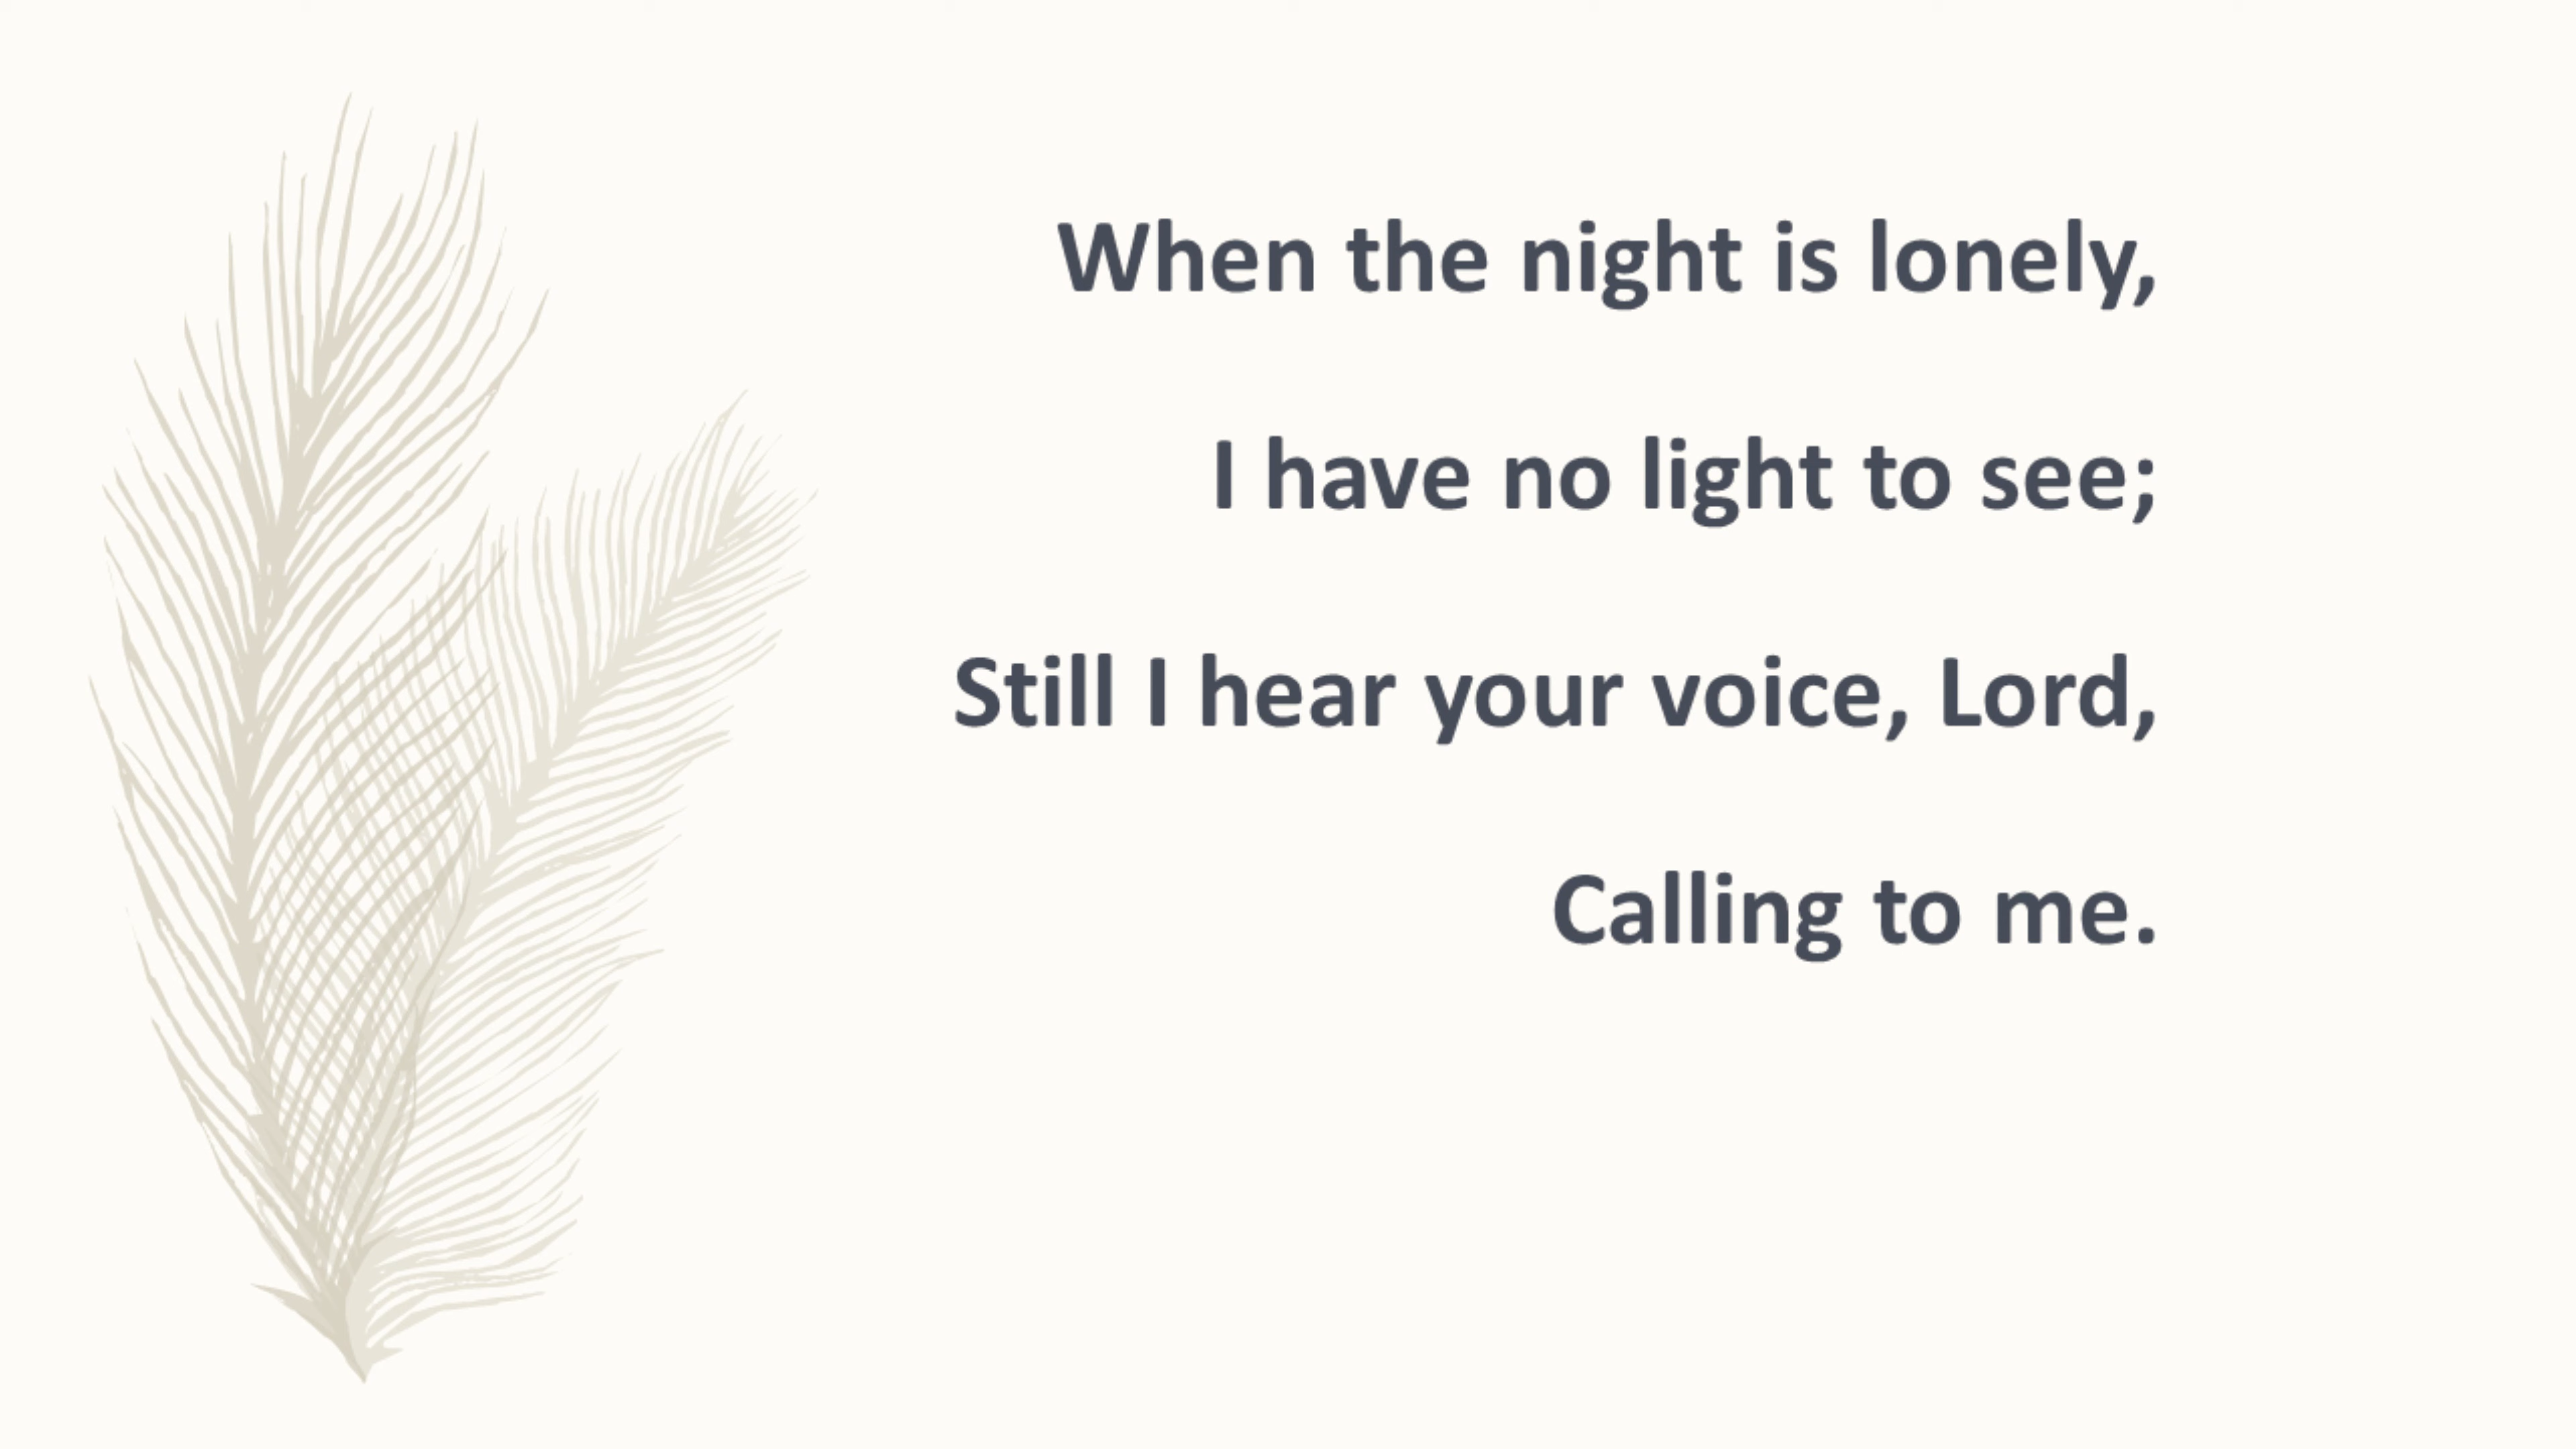 When the night is lonely,
I have no light to see;
Still I hear your voice, Lord,
Calling to me.